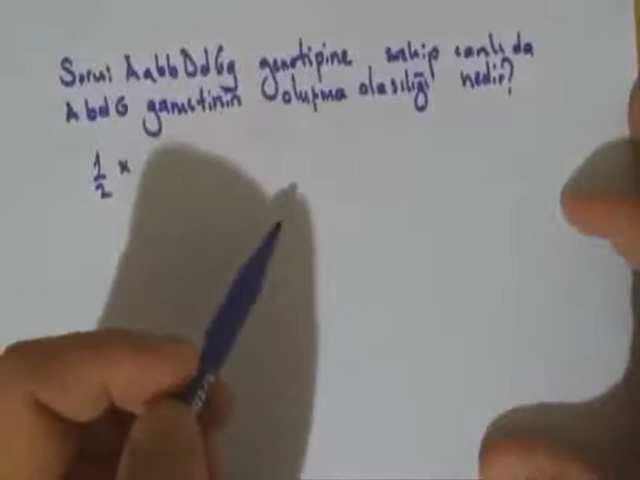 Soru: AabbDdGg genotipine sahip canlıda
AbdG gametinin oluşma olasılığı nedir?
1/2 x